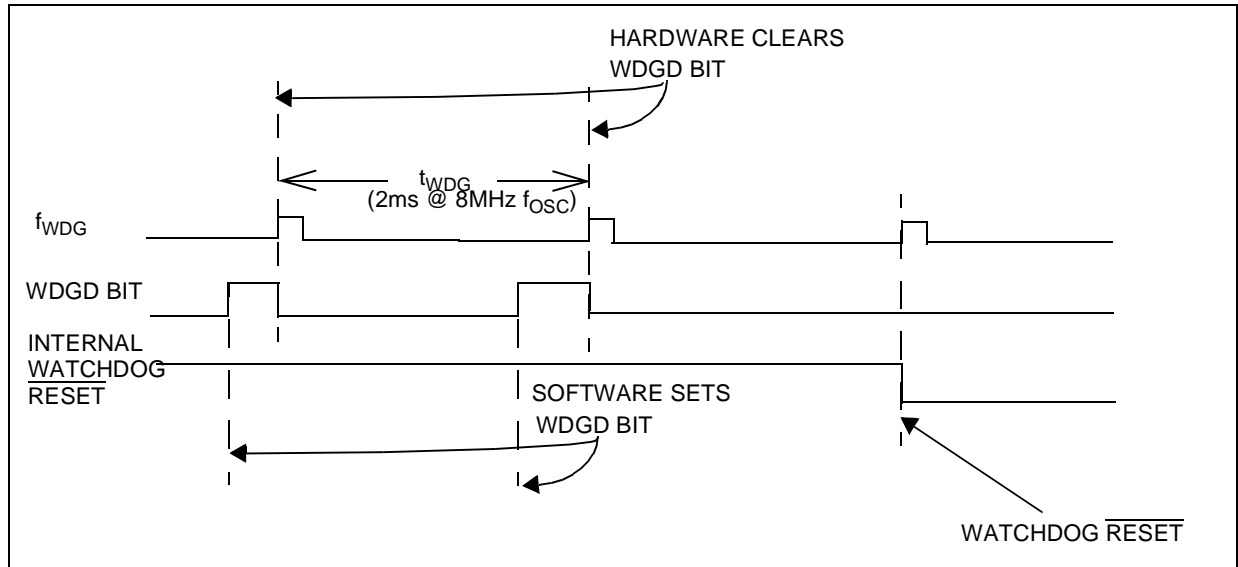 HARDWARE CLEARS
WDGD BIT
tWDG
(2ms @ 8MHz fOSC)
fWDG
WDGD BIT
INTERNAL
WATCHDOG
RESET
SOFTWARE SETS
WDGD BIT
WATCHDOG RESET